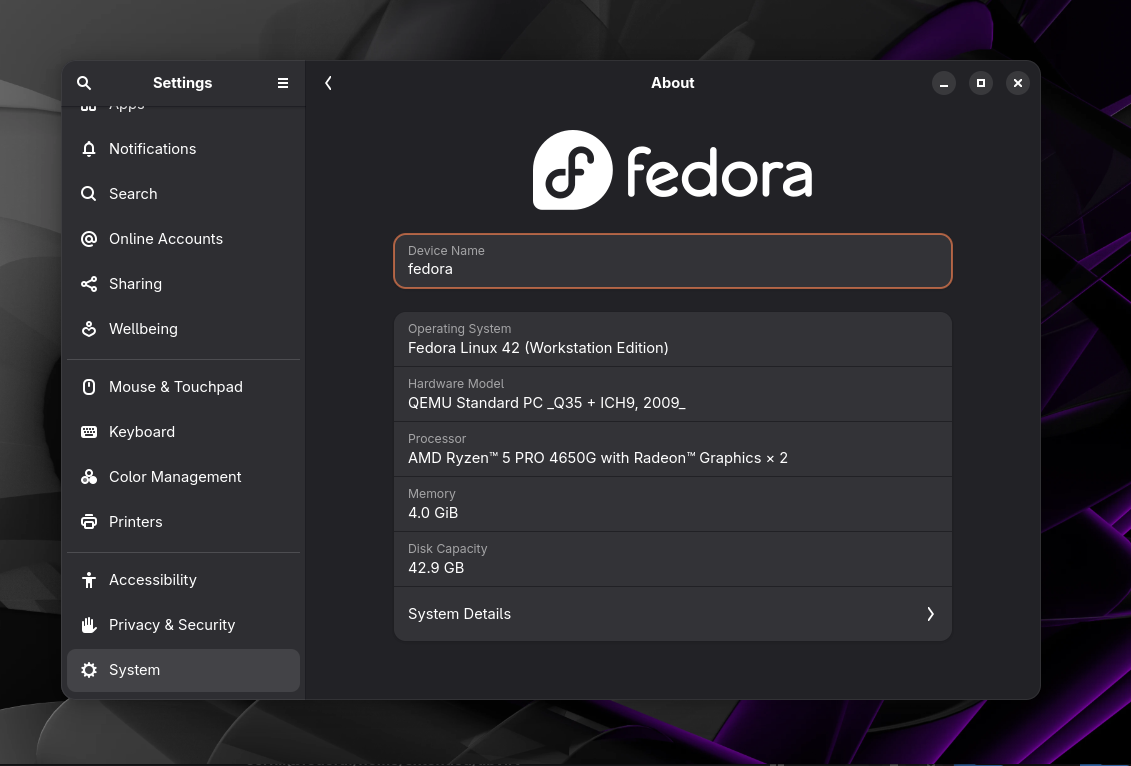 Settings
About
Apps
Notifications
Search
Online Accounts
Sharing
Wellbeing
Mouse & Touchpad
Keyboard
Color Management
Printers
Accessibility
Privacy & Security
System
fedora
Device Name
fedora
Operating System
Fedora Linux 42 (Workstation Edition)
Hardware Model
QEMU Standard PC _Q35 + ICH9, 2009_
Processor
AMD Ryzen™ 5 PRO 4650G with Radeon™ Graphics × 2
Memory
4.0 GiB
Disk Capacity
42.9 GB
System Details